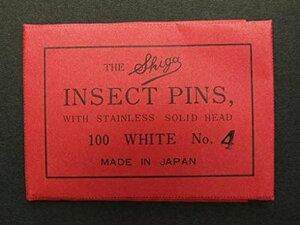 THE Shiga
INSECT PINS,
WITH STAINLESS SOLID HEAD
100 WHITE No. 4
MADE IN JAPAN